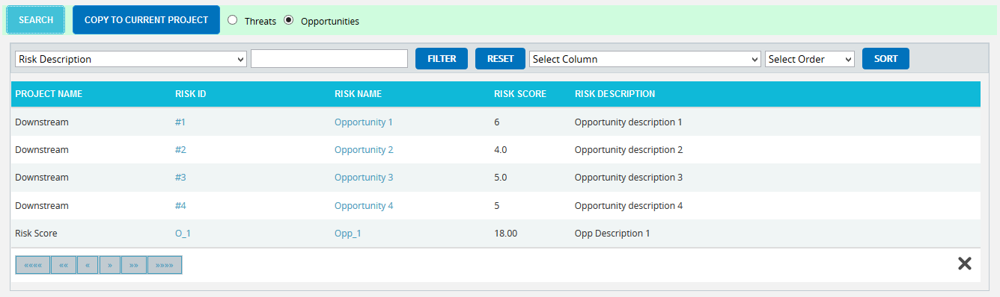 SEARCH COPY TO CURRENT PROJECT Threats Opportunities
Risk Description FILTER RESET Select Column Select Order SORT
PROJECT NAME RISK ID RISK NAME RISK SCORE RISK DESCRIPTION
Downstream #1 Opportunity 1 6 Opportunity description 1
Downstream #2 Opportunity 2 4.0 Opportunity description 2
Downstream #3 Opportunity 3 5.0 Opportunity description 3
Downstream #4 Opportunity 4 5 Opportunity description 4
Risk Score O_1 Opp_1 18.00 Opp Description 1
«««« «« « » »» »»»»